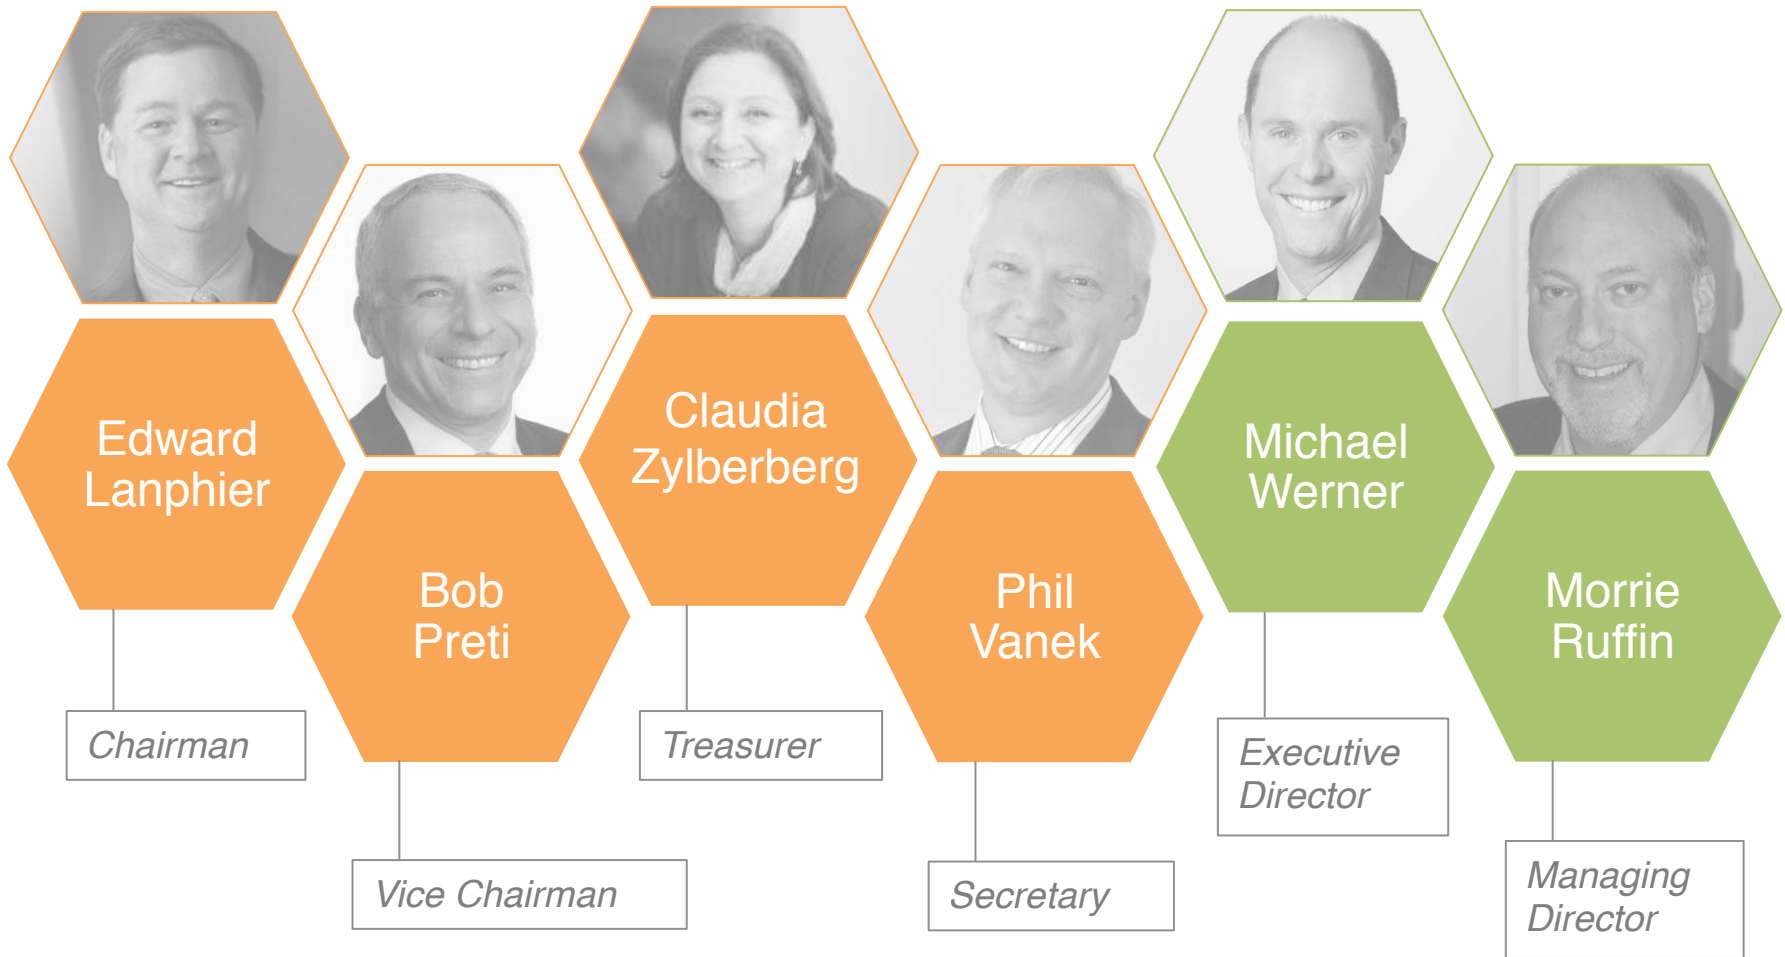 Edward
Lanphier
Chairman
Bob
Preti
Vice Chairman
Claudia
Zylberberg
Treasurer
Phil
Vanek
Secretary
Michael
Werner
Executive
Director
Morrie
Ruffin
Managing
Director